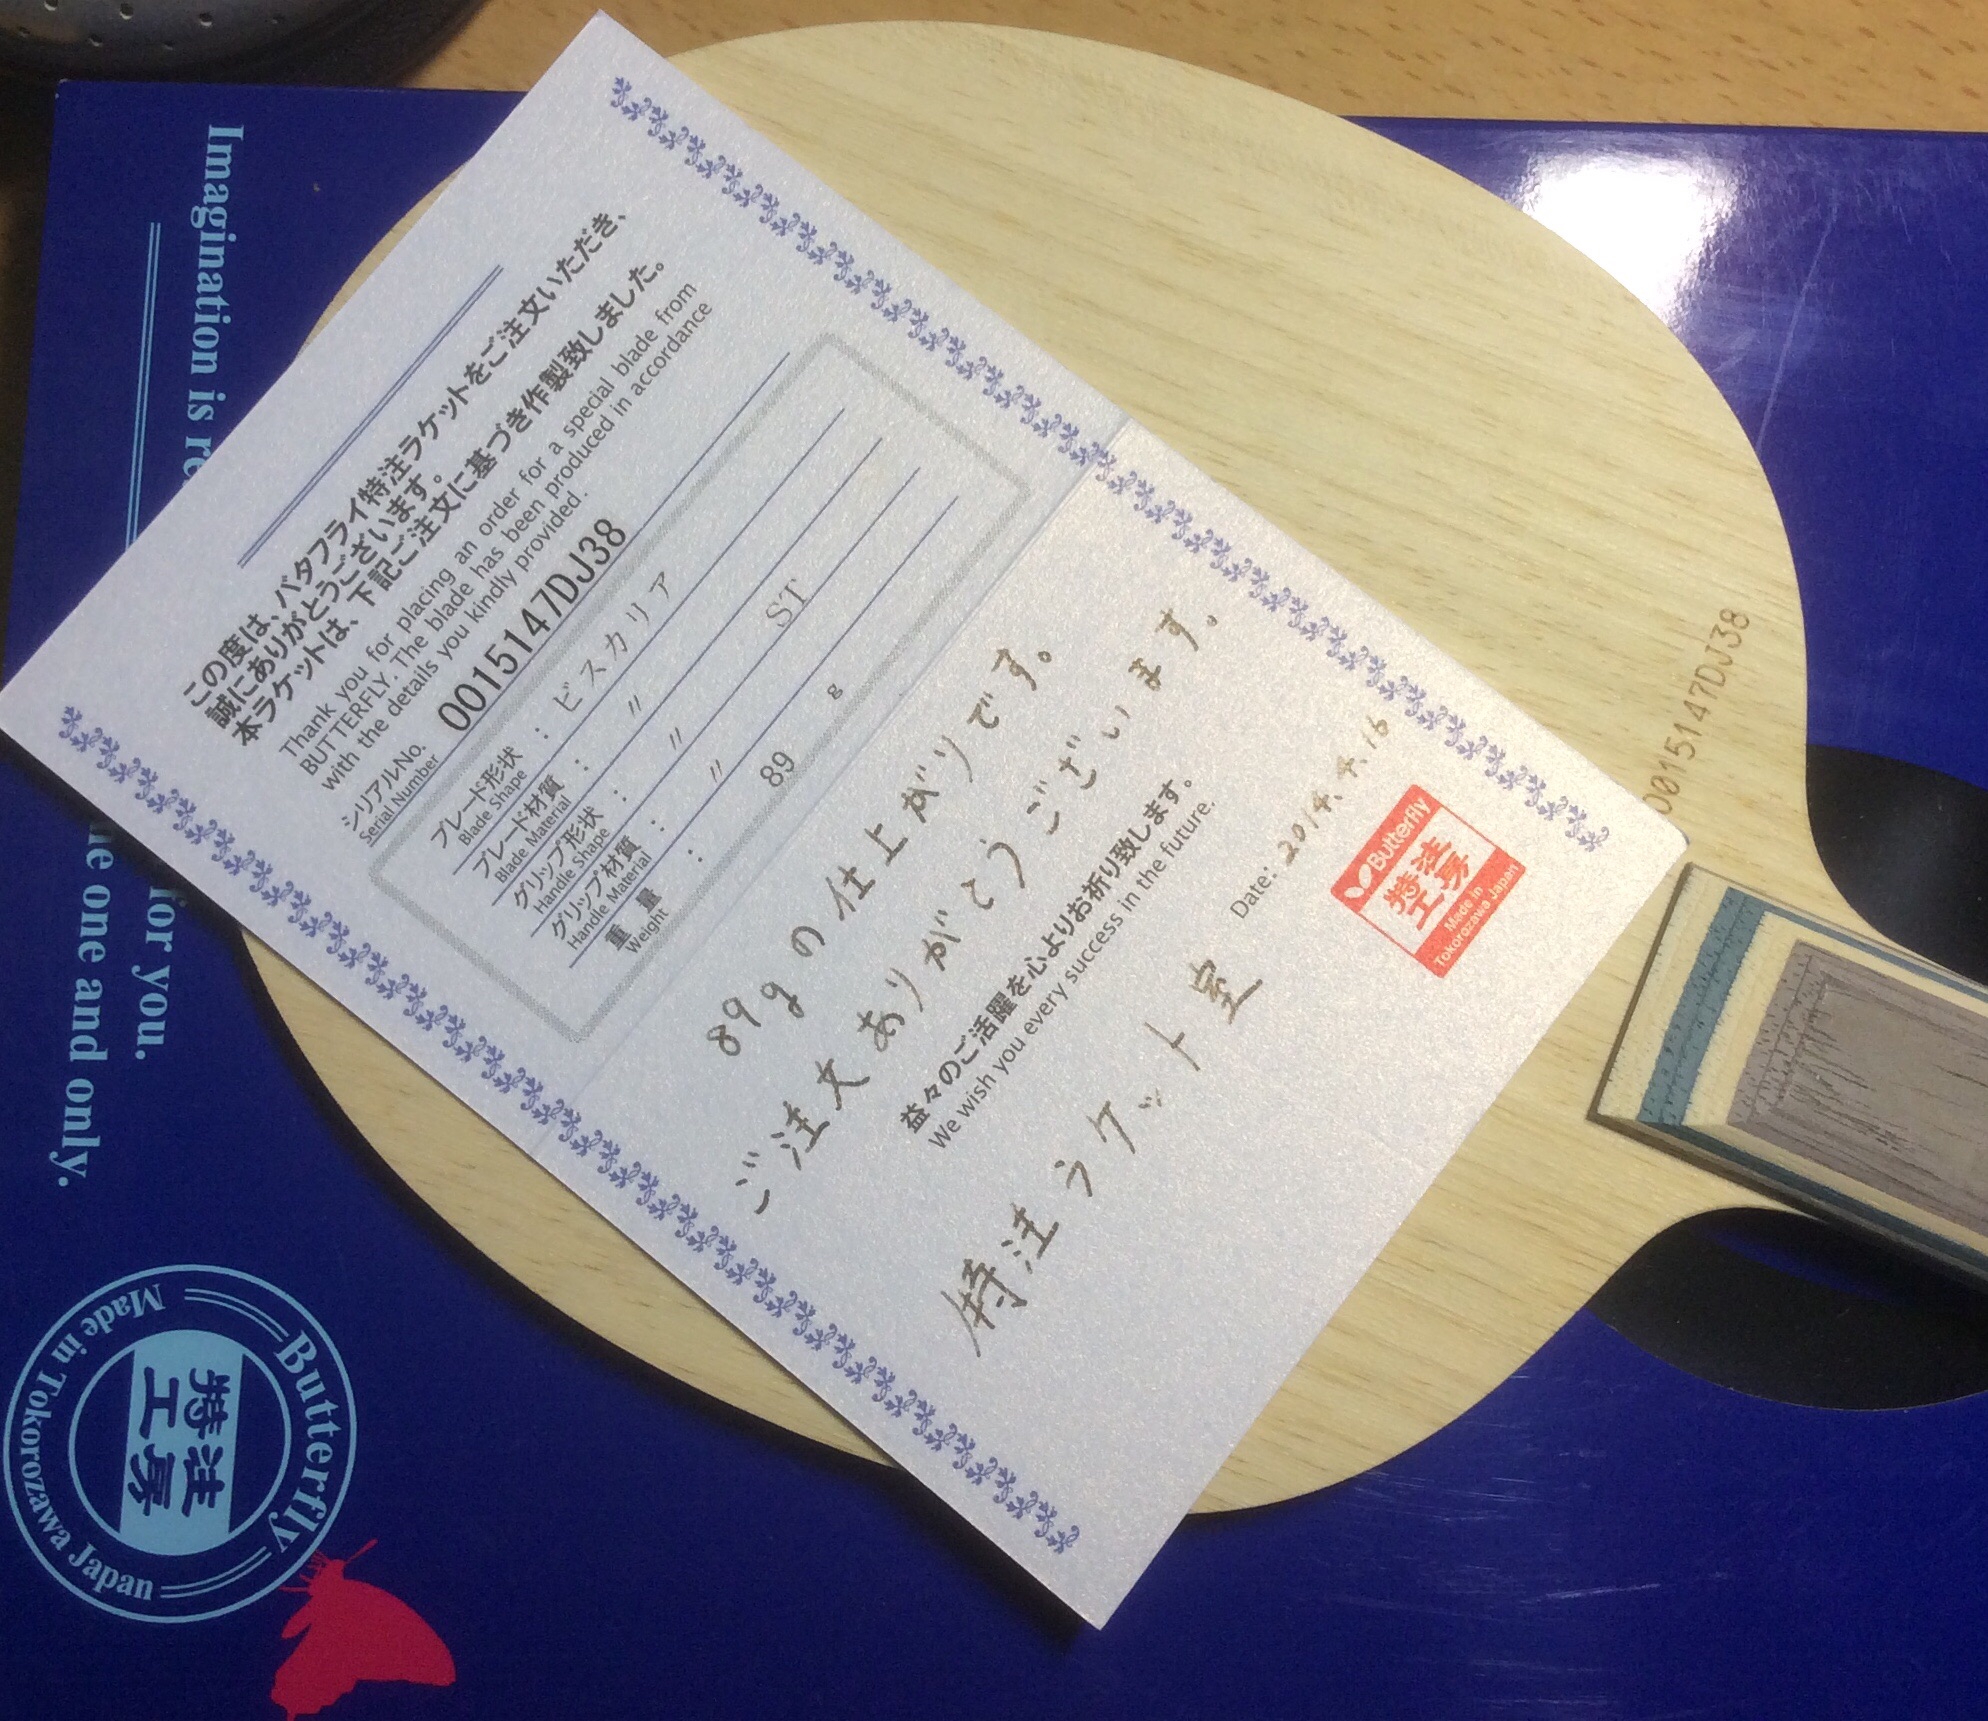 この度は、バタフライ特注ラケットをご注文いただき、
誠にありがとうございます。
本ラケットは、下記ご注文に基づき作製致しました。
Thank you for placing an order for a special blade from
BUTTERFLY. The blade has been produced in accordance
with the details you kindly provided.
シリアルNo. 0015147DJ38
Serial Number
ブレード形状 : ビスカリア
Blade Shape
ブレード材質 : 〃
Blade Material
グリップ形状 : 〃 ST
Handle Shape
グリップ材質 : 〃
Handle Material
重量 : 89 g
Weight
89gの仕上がりです。
ご注文ありがとうございます。
益々のご活躍を心よりお祈り致します。
We wish you every success in the future.
Date: 2014.4.16
特注ラケット室
Butterfly
特注
工房
Made in
Tokorozawa Japan
0015147DJ38
Imagination is
for you.
one and only.
Butterfly
特注
工房
Made in Tokorozawa Japan